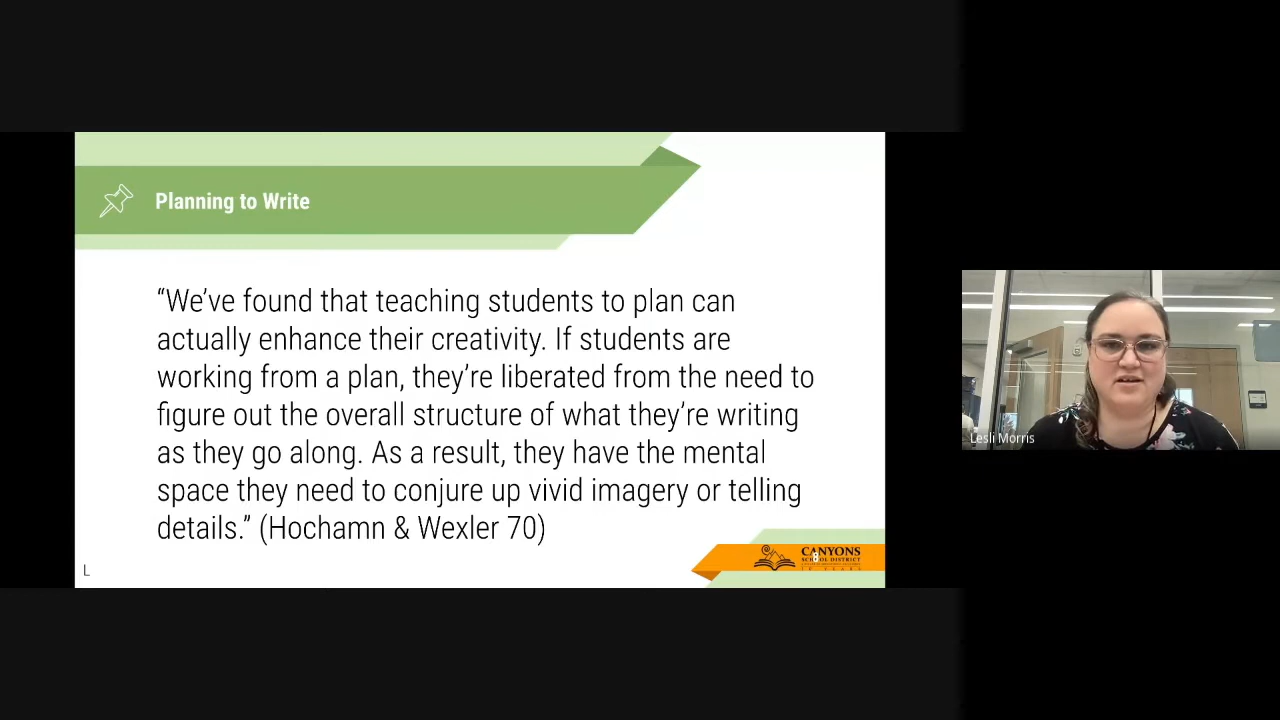 Planning to Write
“We’ve found that teaching students to plan can
actually enhance their creativity. If students are
working from a plan, they’re liberated from the need to
figure out the overall structure of what they’re writing
as they go along. As a result, they have the mental
space they need to conjure up vivid imagery or telling
details.” (Hochamn & Wexler 70)
L
CANYONS
SCHOOL DISTRICT
8
Lesli Morris